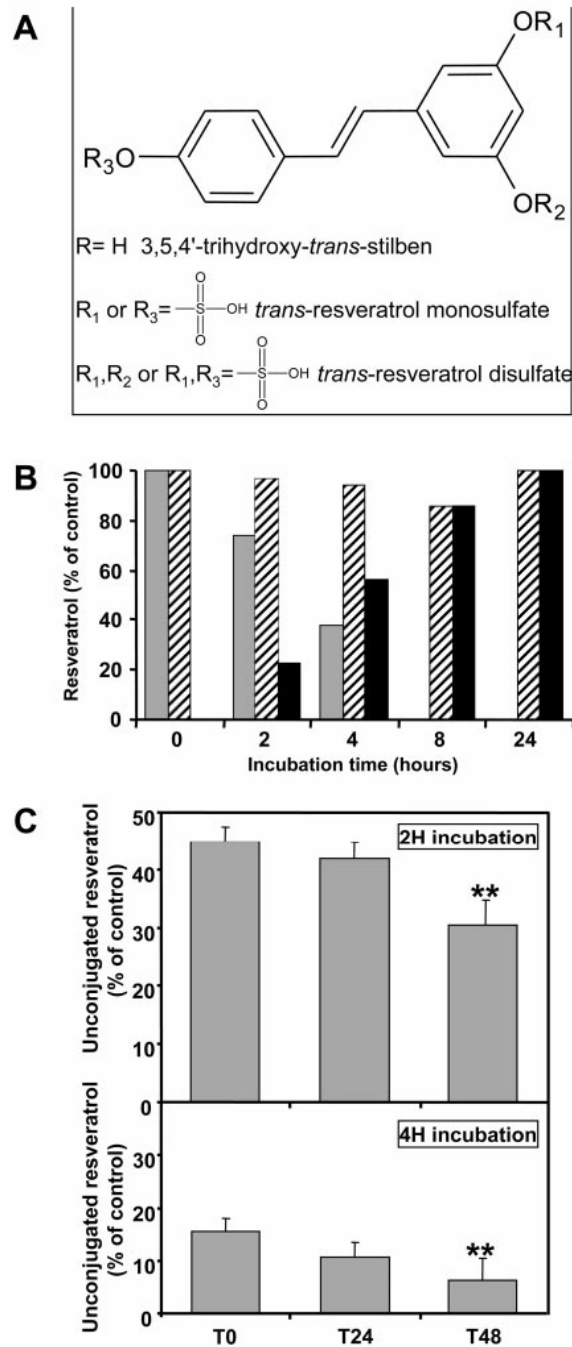 A
OR1
R3O
OR2
R= H 3,5,4'-trihydroxy-trans-stilben
O
R1 or R3= S OH trans-resveratrol monosulfate
O
O
R1,R2 or R1,R3= S OH trans-resveratrol disulfate
O
B
Resveratrol (% of control)
100
80
60
40
20
0
0 2 4 8 24
Incubation time (hours)
C
Unconjugated resveratrol
(% of control)
50
40
30
20
10
0
2H incubation
**
Unconjugated resveratrol
(% of control)
30
20
10
0
4H incubation
**
T0 T24 T48